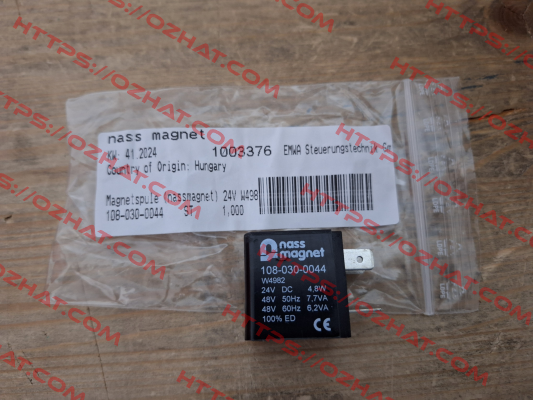 nass magnet
KW: 41.2024
1003376
EMWA Steuerungstechnik Gm
Country of Origin: Hungary
Magnetspule (nassmagnet) 24V W498
108-030-0044 ST 1,000
nass
magnet
108-030-0044
W4982
24V DC 4,8W
48V 50Hz 7,7VA
48V 60Hz 6,2VA
100% ED
CE
HTTPS://OZHAT.COM